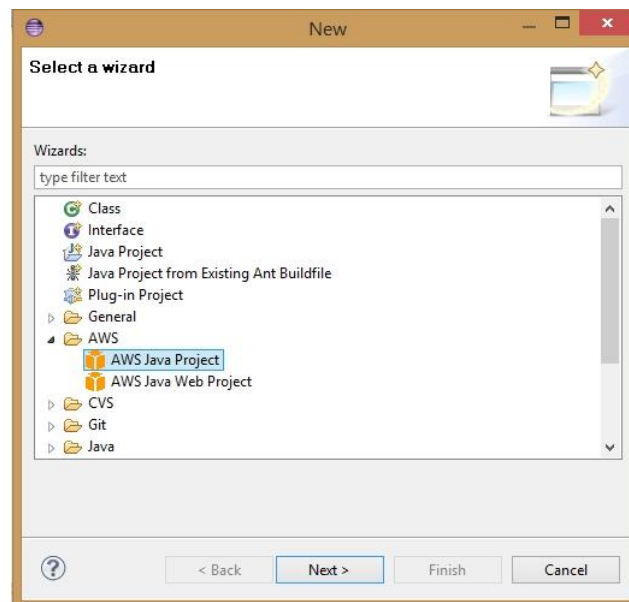 New
Select a wizard
Wizards:
type filter text
Class
Interface
Java Project
Java Project from Existing Ant Buildfile
Plug-in Project
General
AWS
AWS Java Project
AWS Java Web Project
CVS
Git
Java
< Back Next > Finish Cancel